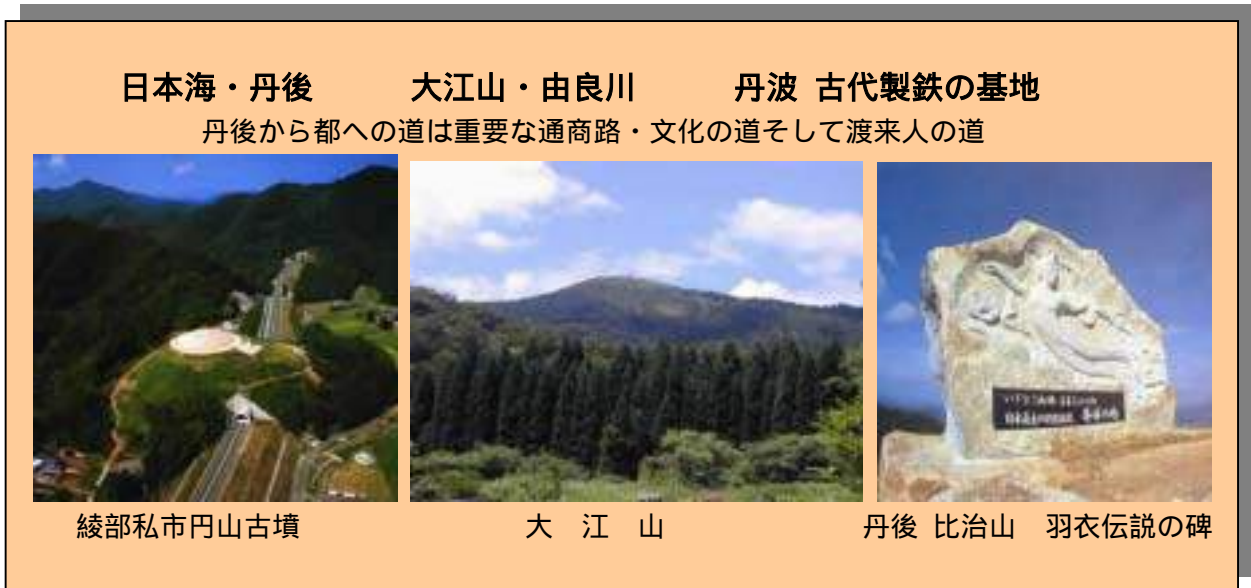 日本海・丹後　大江山・由良川　丹波 古代製鉄の基地
丹後から都への道は重要な通商路・文化の道そして渡来人の道
綾部私市円山古墳
大 江 山
丹後 比治山　羽衣伝説の碑